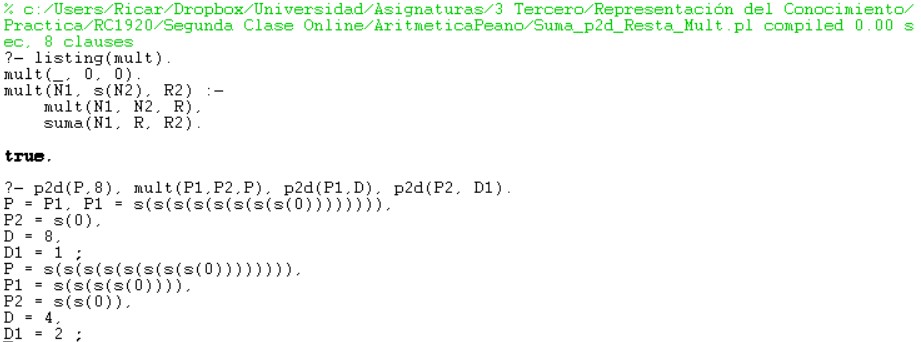 % c:/Users/Ricar/Dropbox/Universidad/Asignaturas/3 Tercero/Representación del Conocimiento/
Practica/RC1920/Segunda Clase Online/AritmeticaPeano/Suma_p2d_Resta_Mult.pl compiled 0.00 s
ec, 8 clauses
?- listing(mult).
mult(_, 0, 0).
mult(N1, s(N2), R2) :-
    mult(N1, N2, R),
    suma(N1, R, R2).

true.

?- p2d(P,8), mult(P1,P2,P), p2d(P1,D), p2d(P2, D1).
P = P1, P1 = s(s(s(s(s(s(s(s(0)))))))),
P2 = s(0),
D = 8,
D1 = 1 ;
P = s(s(s(s(s(s(s(s(0)))))))),
P1 = s(s(s(s(0)))),
P2 = s(s(0)),
D = 4,
D1 = 2 ;